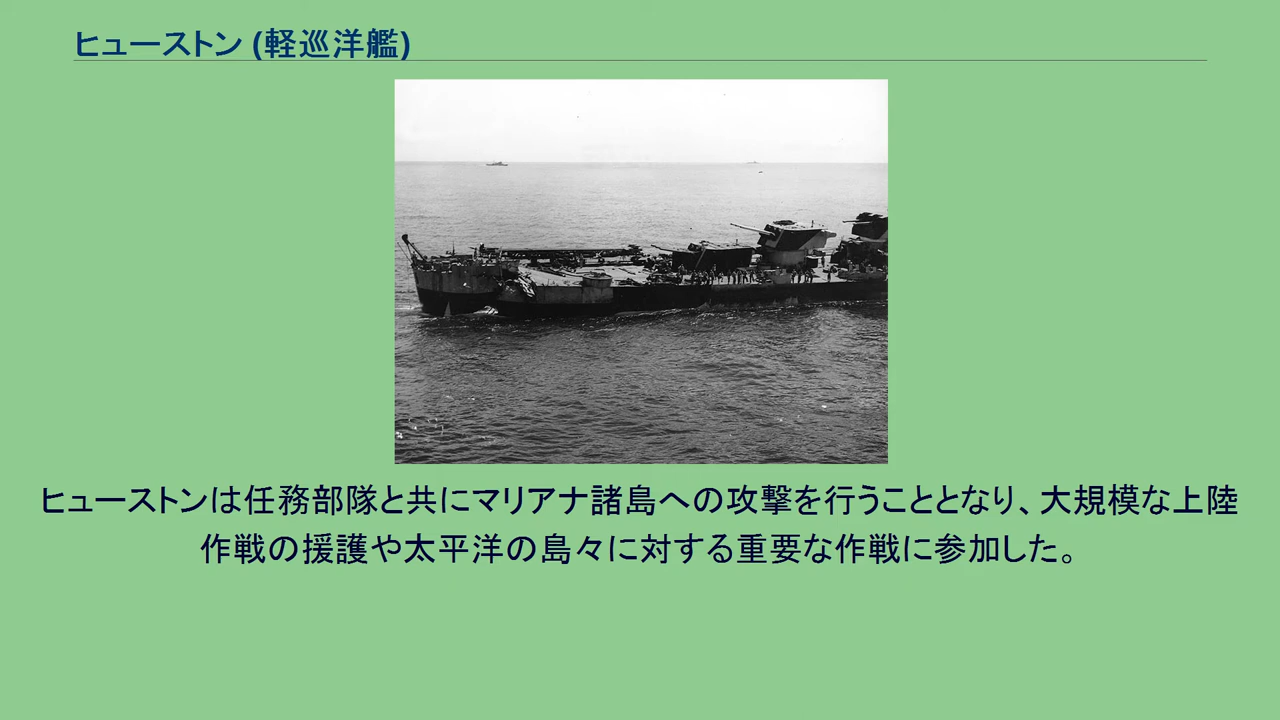 ヒューストン (軽巡洋艦)
ヒューストンは任務部隊と共にマリアナ諸島への攻撃を行うこととなり、大規模な上陸
作戦の援護や太平洋の島々に対する重要な作戦に参加した。